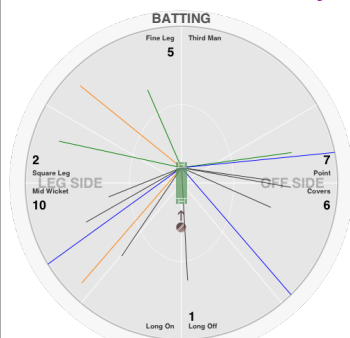 BATTING
Fine Leg Third Man
5
2 7
Square Leg Point
LEG SIDE OFF SIDE
Mid Wicket Covers
10 6
1
Long On Long Off